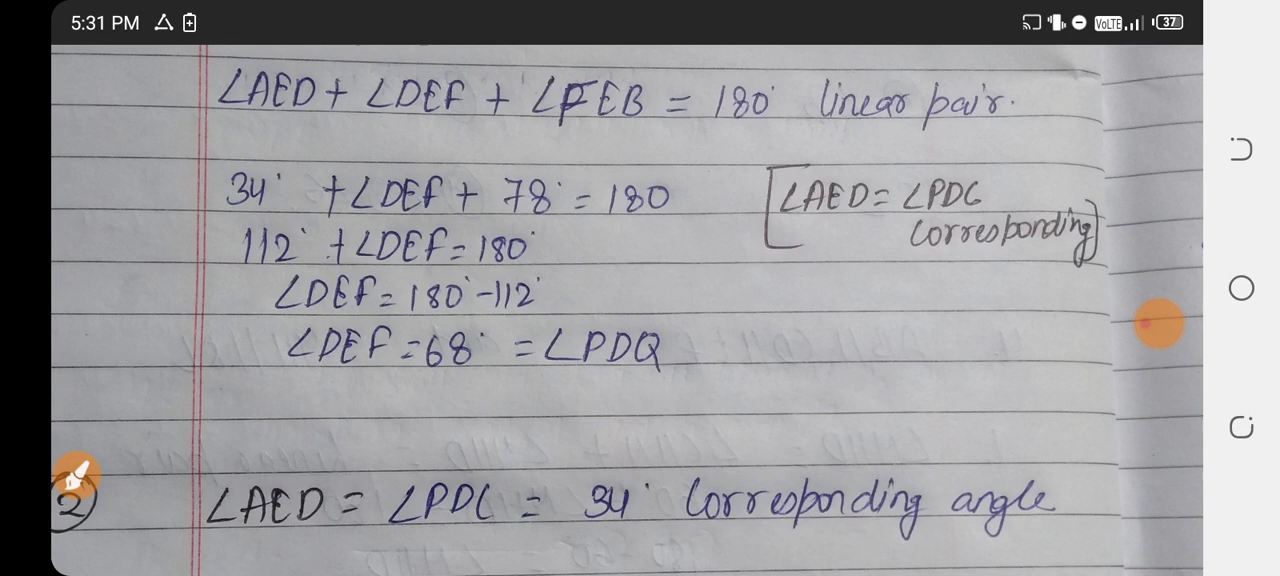 5:31 PM VoLTE 37
∠AED + ∠DEF + ∠FEB = 180° linear pair.
34° + ∠DEF + 78° = 180 [∠AED = ∠PDC
corresponding]
112° + ∠DEF = 180°
∠DEF = 180° - 112°
∠DEF = 68° = ∠PDQ
2) ∠AED = ∠PDC = 34° Corresponding angle